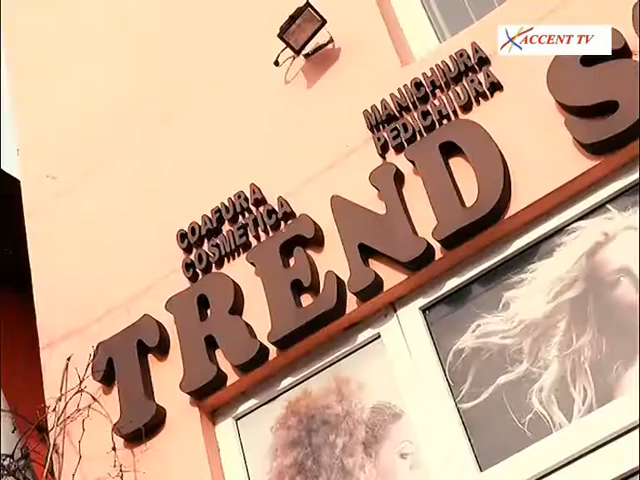 ACCENT TV
MANICHIURA
PEDICHIURA
COAFURA
COSMETICA
TREND S